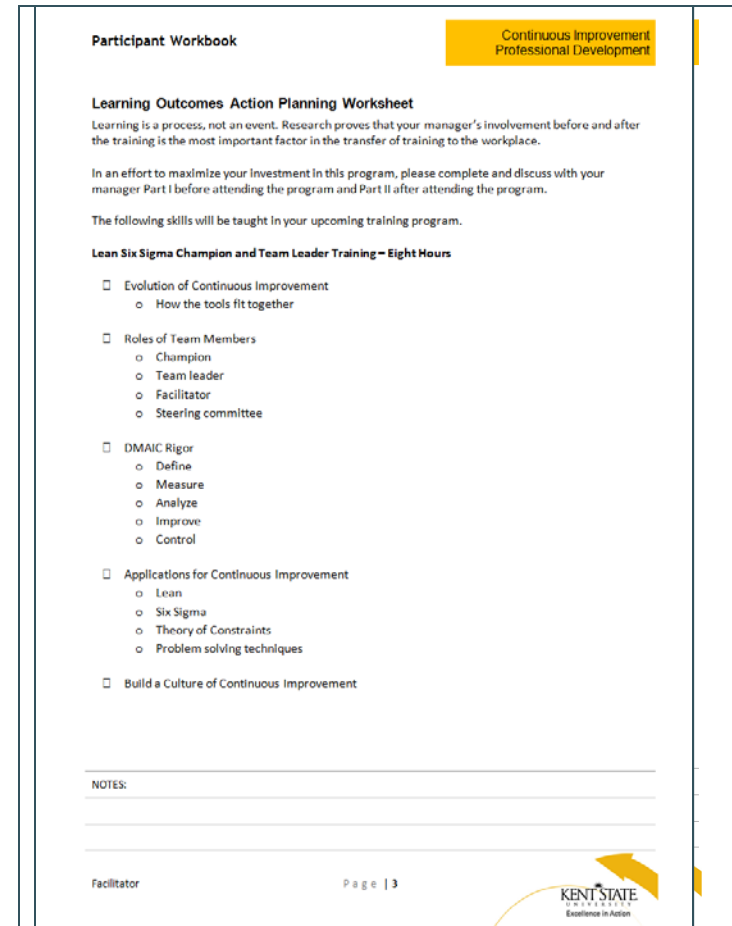 Participant Workbook
Continuous Improvement
Professional Development
Learning Outcomes Action Planning Worksheet
Learning is a process, not an event. Research proves that your manager's involvement before and after
the training is the most important factor in the transfer of training to the workplace.
In an effort to maximize your investment in this program, please complete and discuss with your
manager Part I before attending the program and Part II after attending the program.
The following skills will be taught in your upcoming training program.
Lean Six Sigma Champion and Team Leader Training – Eight Hours
☐ Evolution of Continuous Improvement
o How the tools fit together
☐ Roles of Team Members
o Champion
o Team leader
o Facilitator
o Steering committee
☐ DMAIC Rigor
o Define
o Measure
o Analyze
o Improve
o Control
☐ Applications for Continuous Improvement
o Lean
o Six Sigma
o Theory of Constraints
o Problem solving techniques
☐ Build a Culture of Continuous Improvement
NOTES:
Facilitator
Page | 3
KENT STATE
UNIVERSITY
Excellence in Action